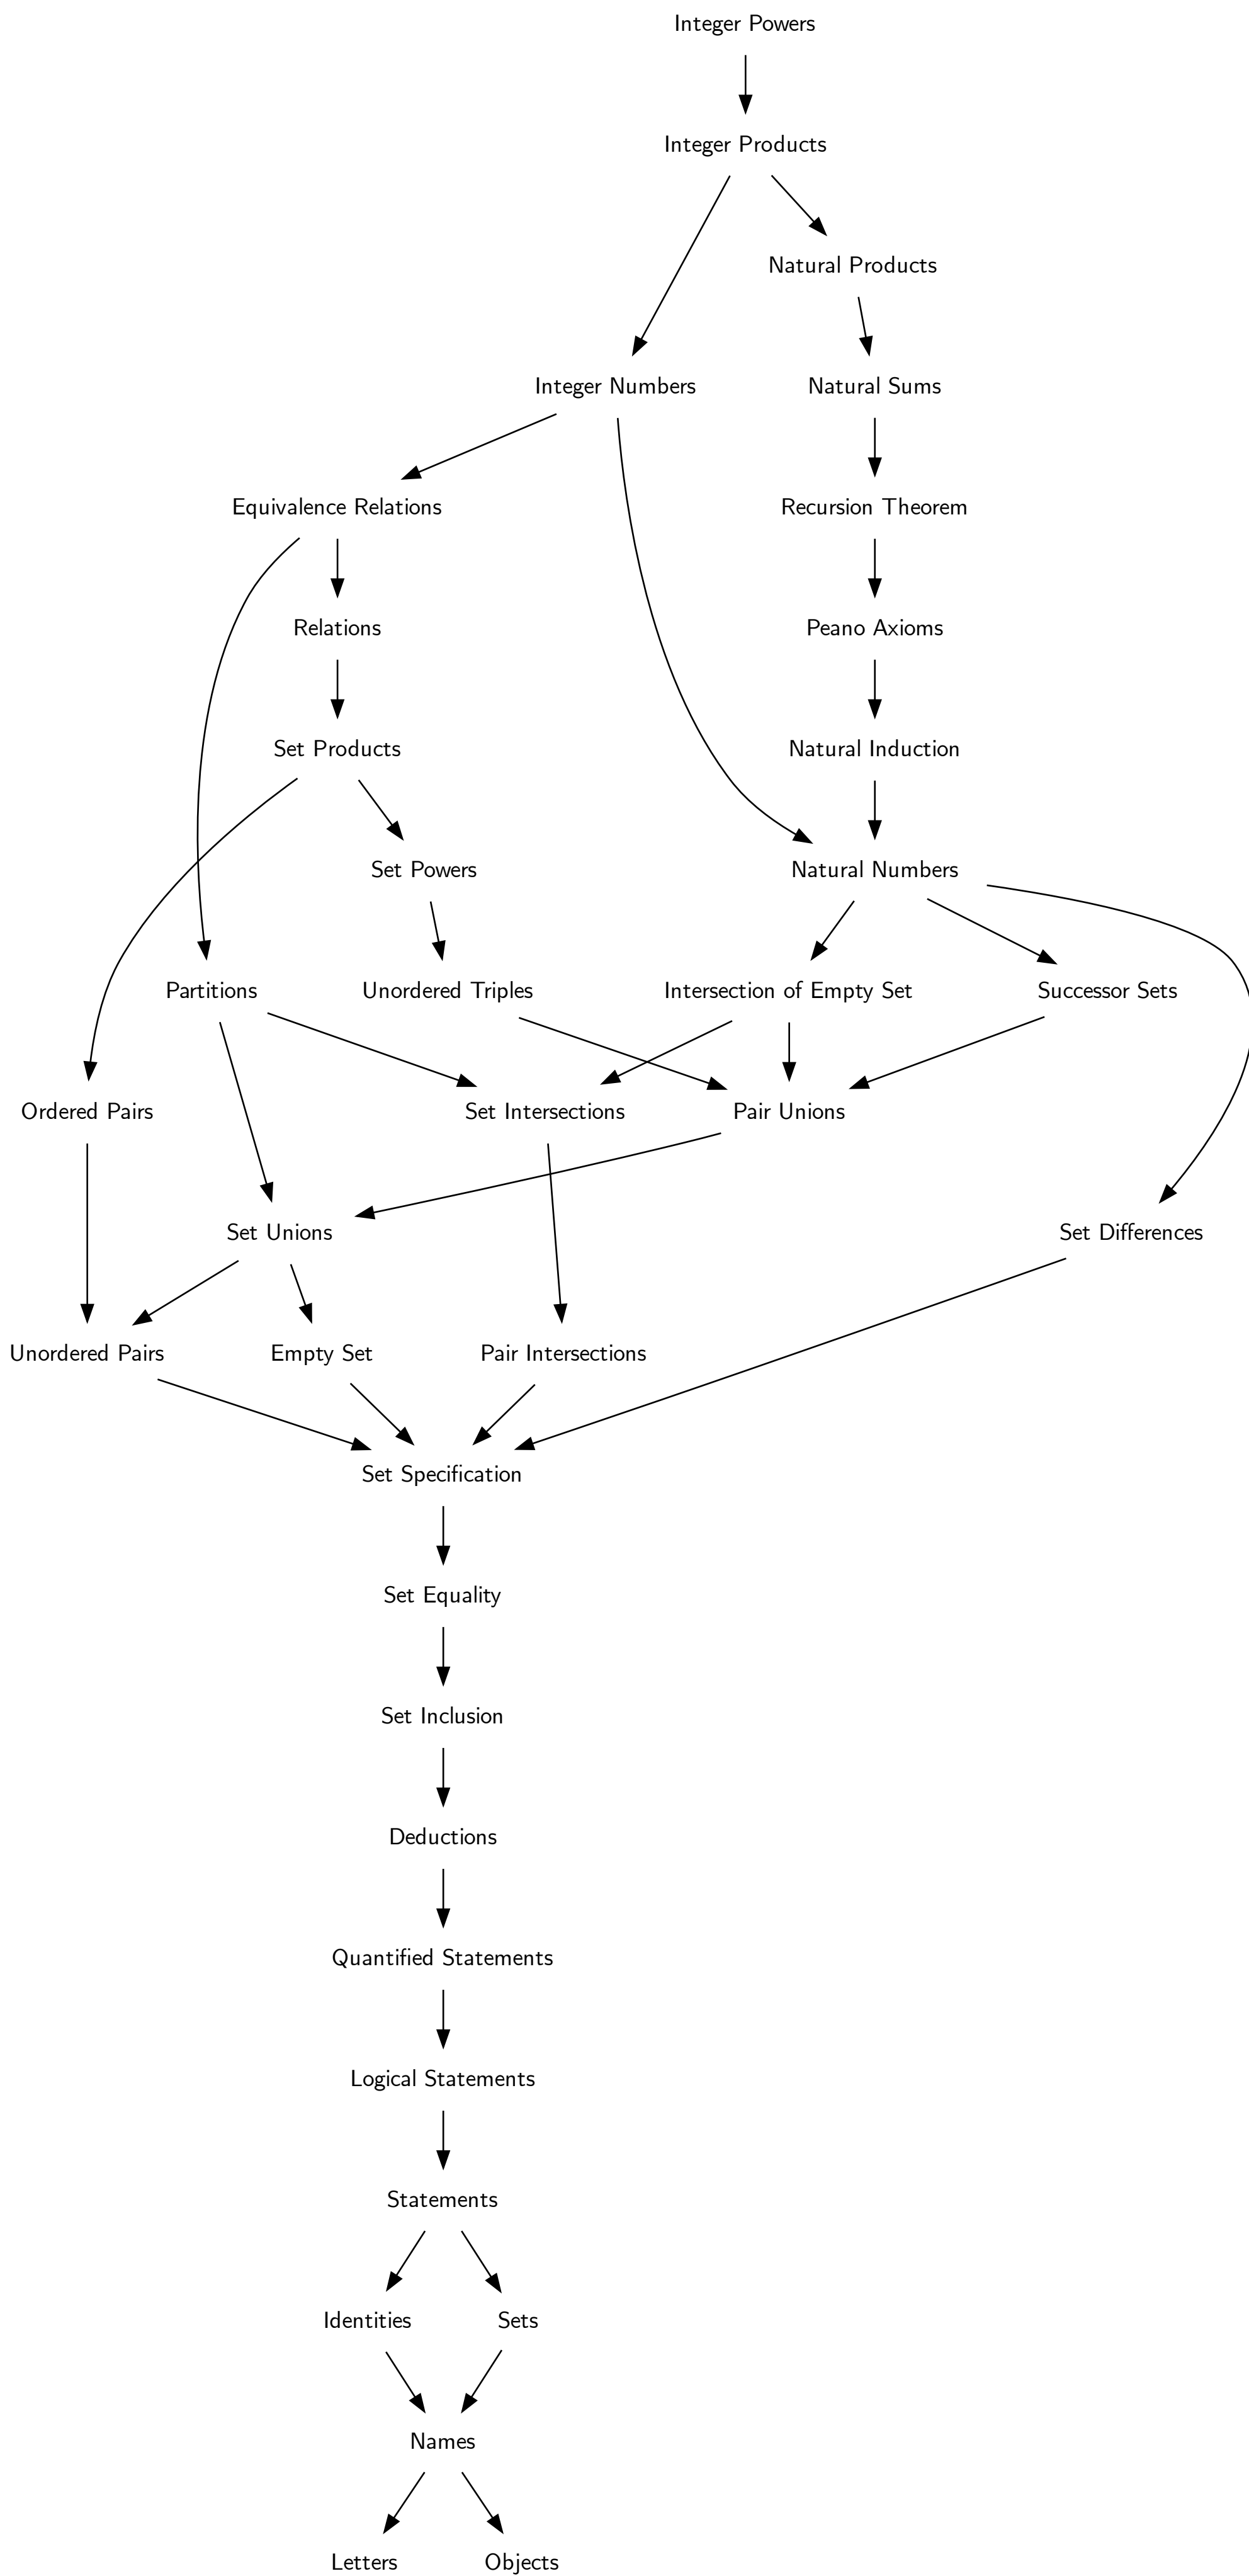 Integer Powers
Integer Products
Natural Products
Integer Numbers
Natural Sums
Equivalence Relations
Recursion Theorem
Relations
Peano Axioms
Set Products
Natural Induction
Set Powers
Natural Numbers
Partitions
Unordered Triples
Intersection of Empty Set
Successor Sets
Ordered Pairs
Set Intersections
Pair Unions
Set Unions
Set Differences
Unordered Pairs
Empty Set
Pair Intersections
Set Specification
Set Equality
Set Inclusion
Deductions
Quantified Statements
Logical Statements
Statements
Identities
Sets
Names
Letters
Objects